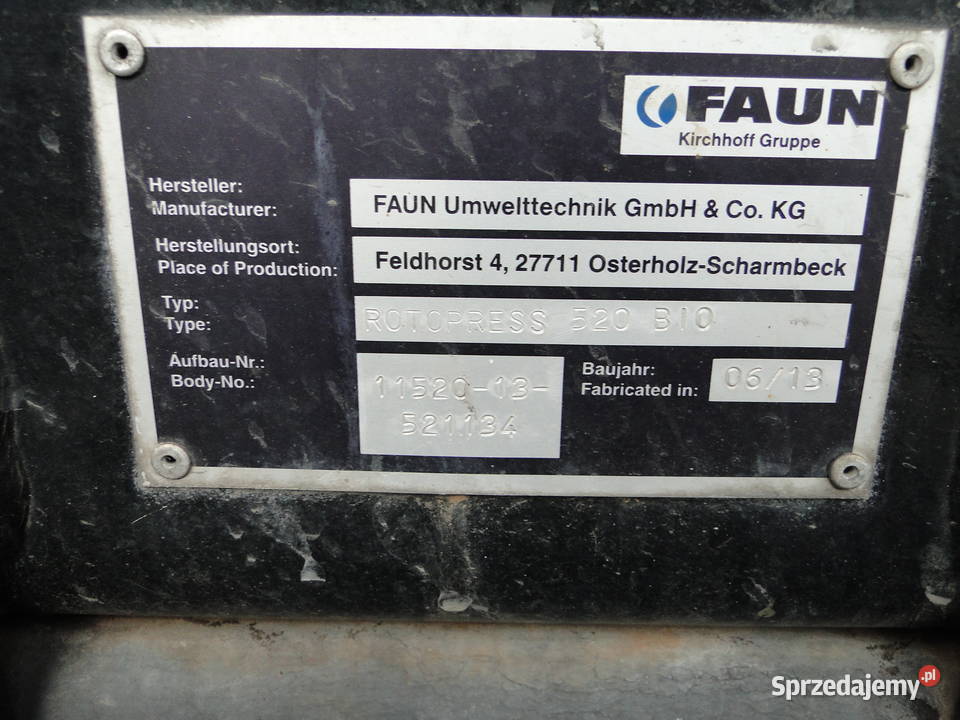 FAUN
Kirchhoff Gruppe
Hersteller:
Manufacturer:
FAUN Umwelttechnik GmbH & Co. KG
Herstellungsort:
Place of Production:
Feldhorst 4, 27711 Osterholz-Scharmbeck
Typ:
Type:
ROTOPRESS 520 BIO
Aufbau-Nr.:
Body-No.:
11520-13-
521134
Baujahr:
Fabricated in:
06/13
Sprzedajemy.pl